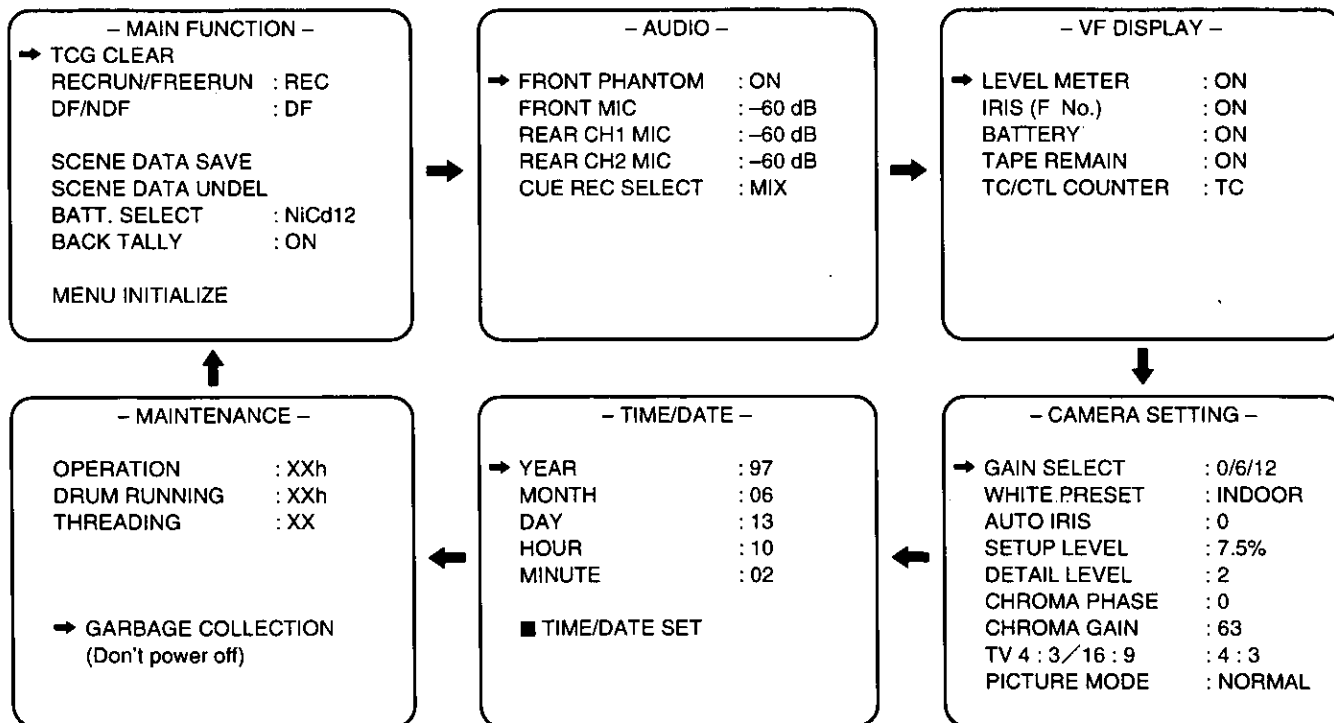 – MAIN FUNCTION –
➡ TCG CLEAR
RECRUN/FREERUN : REC
DF/NDF : DF
SCENE DATA SAVE
SCENE DATA UNDEL
BATT. SELECT : NiCd12
BACK TALLY : ON
MENU INITIALIZE
– AUDIO –
➡ FRONT PHANTOM : ON
FRONT MIC : –60 dB
REAR CH1 MIC : –60 dB
REAR CH2 MIC : –60 dB
CUE REC SELECT : MIX
– VF DISPLAY –
➡ LEVEL METER : ON
IRIS (F No.) : ON
BATTERY : ON
TAPE REMAIN : ON
TC/CTL COUNTER : TC
– MAINTENANCE –
OPERATION : XXh
DRUM RUNNING : XXh
THREADING : XX
➡ GARBAGE COLLECTION
(Don't power off)
– TIME/DATE –
➡ YEAR : 97
MONTH : 06
DAY : 13
HOUR : 10
MINUTE : 02
■ TIME/DATE SET
– CAMERA SETTING –
➡ GAIN SELECT : 0/6/12
WHITE PRESET : INDOOR
AUTO IRIS : 0
SETUP LEVEL : 7.5%
DETAIL LEVEL : 2
CHROMA PHASE : 0
CHROMA GAIN : 63
TV 4 : 3／16 : 9 : 4 : 3
PICTURE MODE : NORMAL